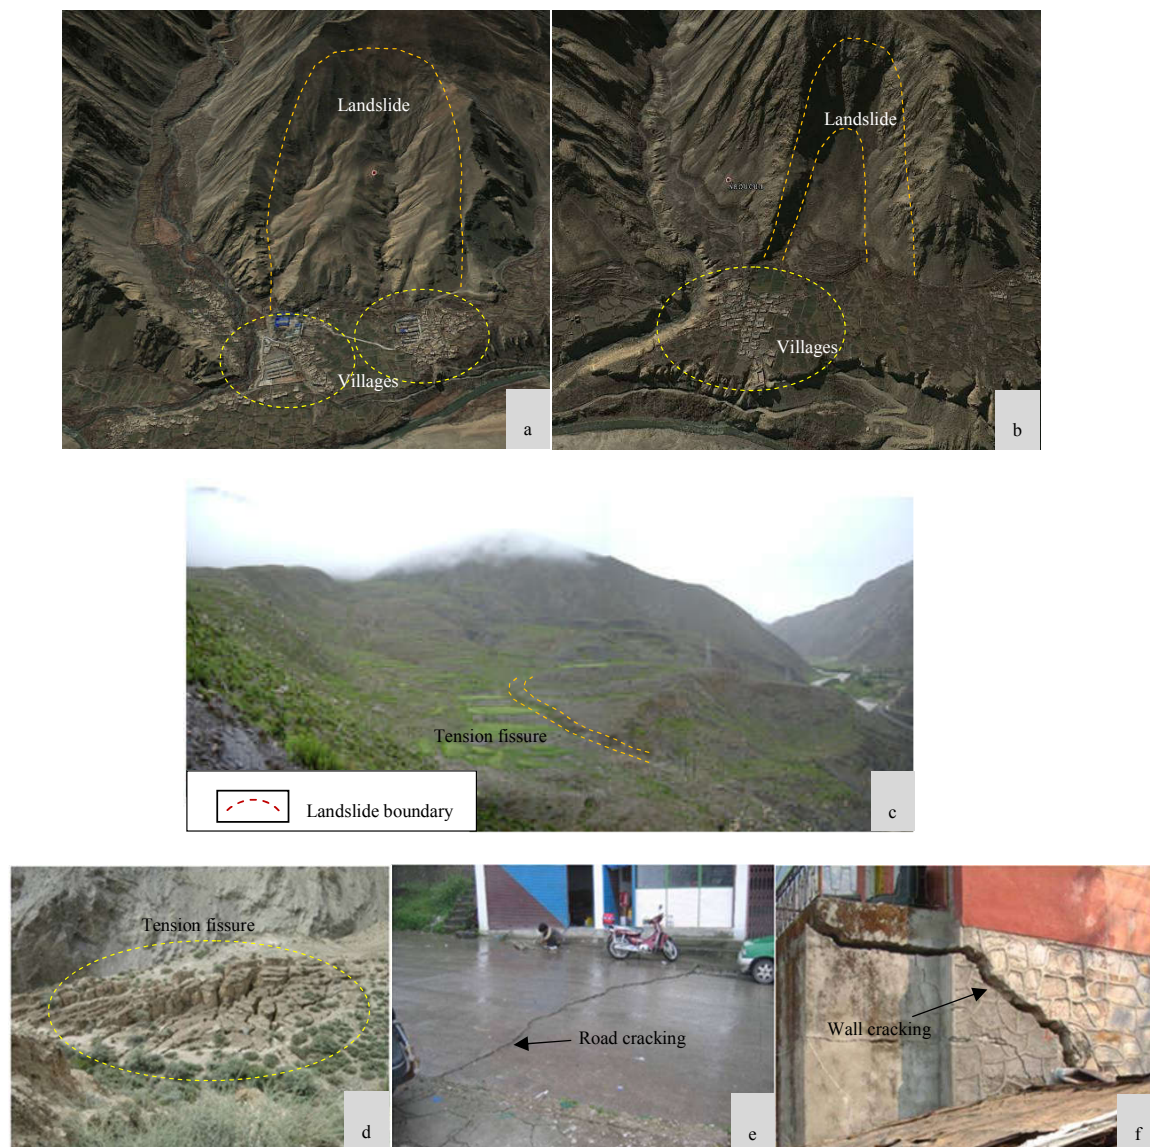 Landslide
Villages
a
Landslide
Villages
b
Tension fissure
Landslide boundary
c
Tension fissure
d
Road cracking
e
Wall cracking
f